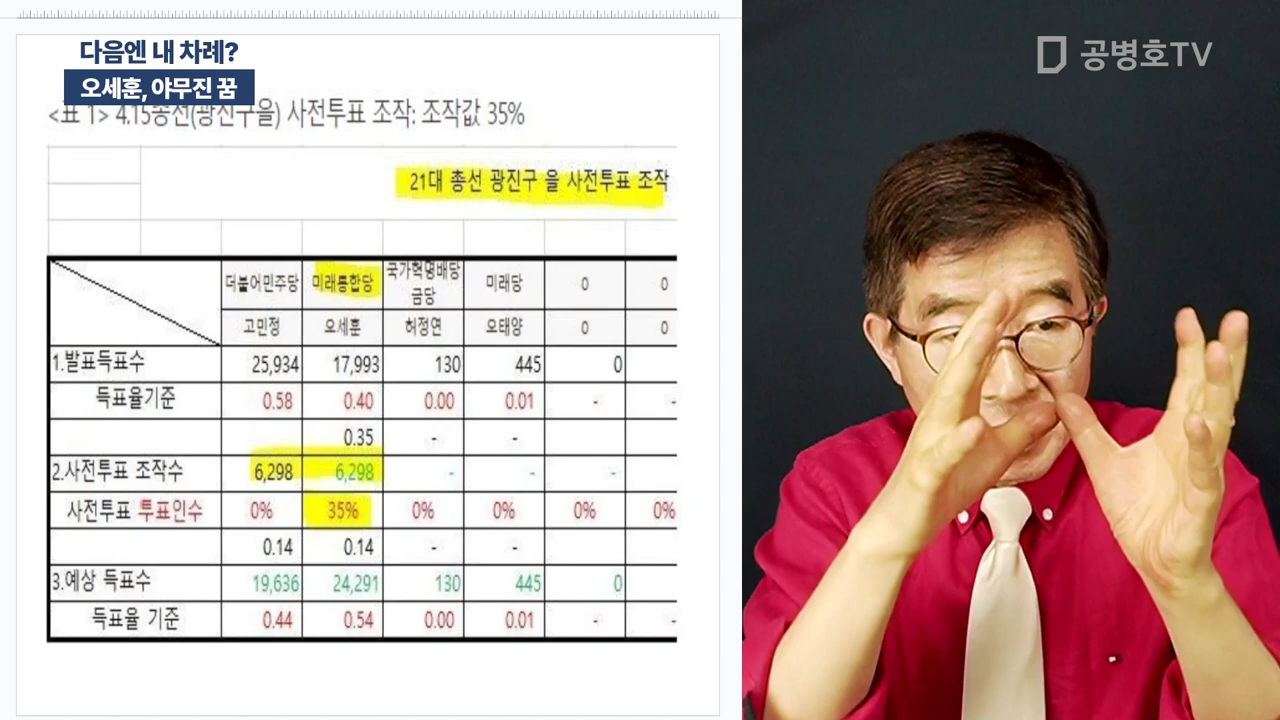 다음엔 내 차례?
오세훈, 야무진 꿈
공병호TV
<표 1> 4.15총선(광진구을) 사전투표 조작: 조작값 35%
21대 총선 광진구 을 사전투표 조작
더불어민주당 미래통합당 국가혁명배당금당 미래당 0 0
고민정 오세훈 허정연 오태양 0 0
1.발표득표수 25,934 17,993 130 445 0
득표율기준 0.58 0.40 0.00 0.01 - -
0.35 - -
2.사전투표 조작수 6,298 6,298 - - - -
사전투표 투표인수 0% 35% 0% 0% 0% 0%
0.14 0.14 - -
3.예상 득표수 19,636 24,291 130 445 0
득표율 기준 0.44 0.54 0.00 0.01 - -